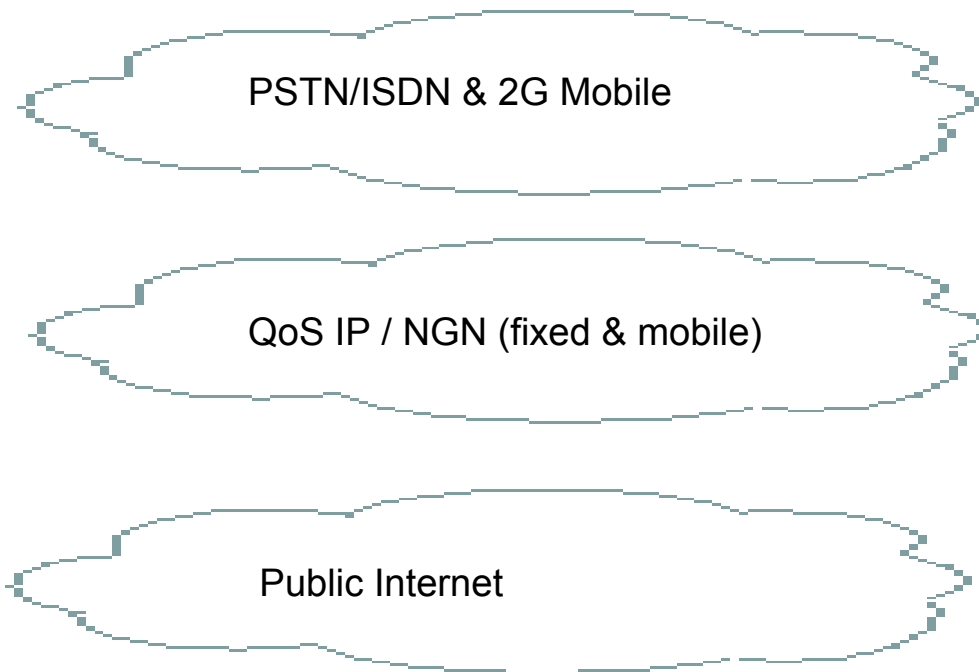 PSTN/ISDN & 2G Mobile
QoS IP / NGN (fixed & mobile)
Public Internet